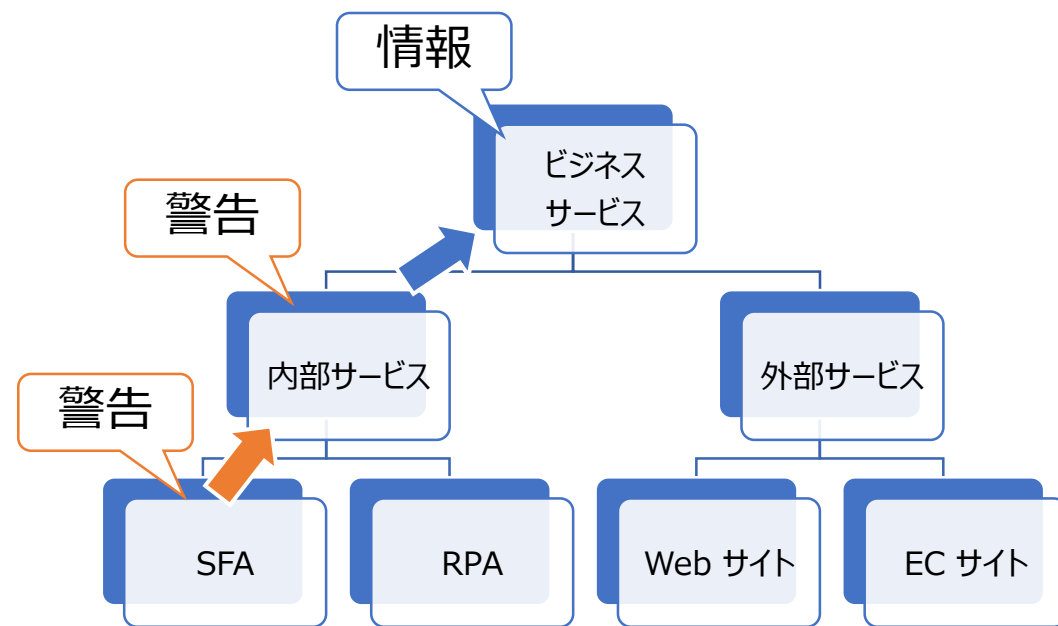 情報
ビジネス
サービス
警告
内部サービス
外部サービス
警告
SFA
RPA
Web サイト
EC サイト